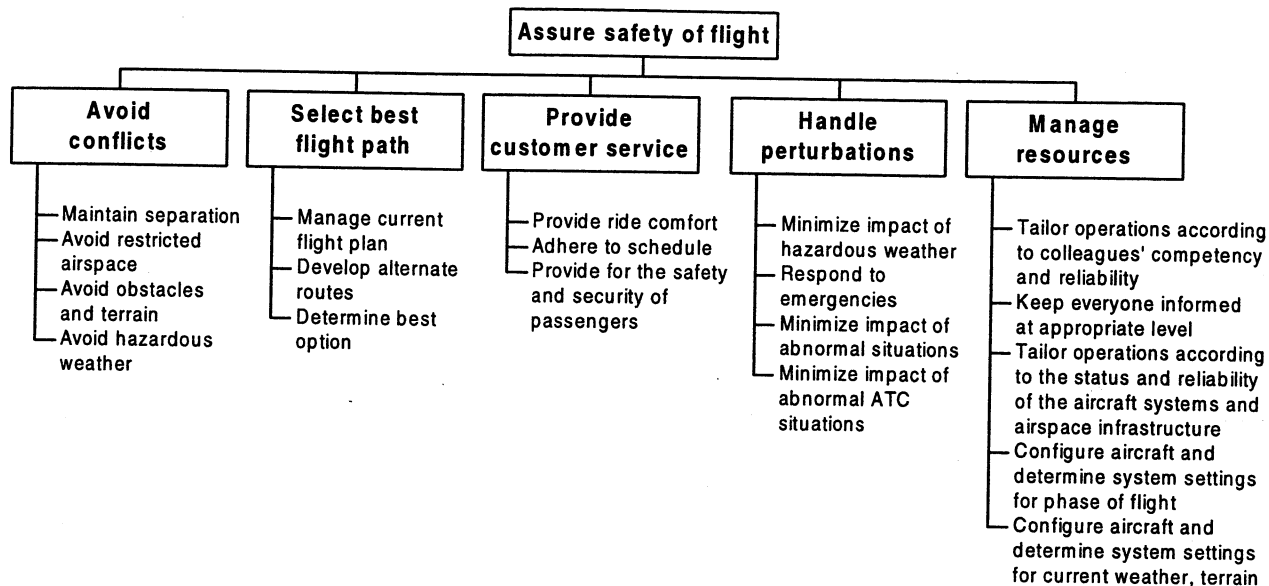 Assure safety of flight
Avoid
conflicts
Maintain separation
Avoid restricted
airspace
Avoid obstacles
and terrain
Avoid hazardous
weather
Select best
flight path
Manage current
flight plan
Develop alternate
routes
Determine best
option
Provide
customer service
Provide ride comfort
Adhere to schedule
Provide for the safety
and security of
passengers
Handle
perturbations
Minimize impact of
hazardous weather
Respond to
emergencies
Minimize impact of
abnormal situations
Minimize impact of
abnormal ATC
situations
Manage
resources
Tailor operations according
to colleagues' competency
and reliability
Keep everyone informed
at appropriate level
Tailor operations according
to the status and reliability
of the aircraft systems and
airspace infrastructure
Configure aircraft and
determine system settings
for phase of flight
Configure aircraft and
determine system settings
for current weather, terrain